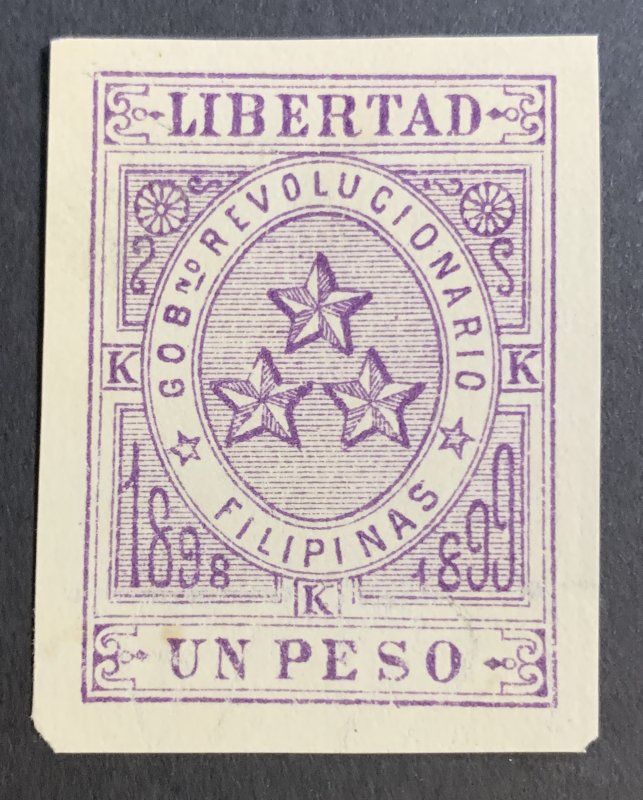 LIBERTAD
GOBNO REVOLUCIONARIO
K K
FILIPINAS
1898 1899
K
UN PESO